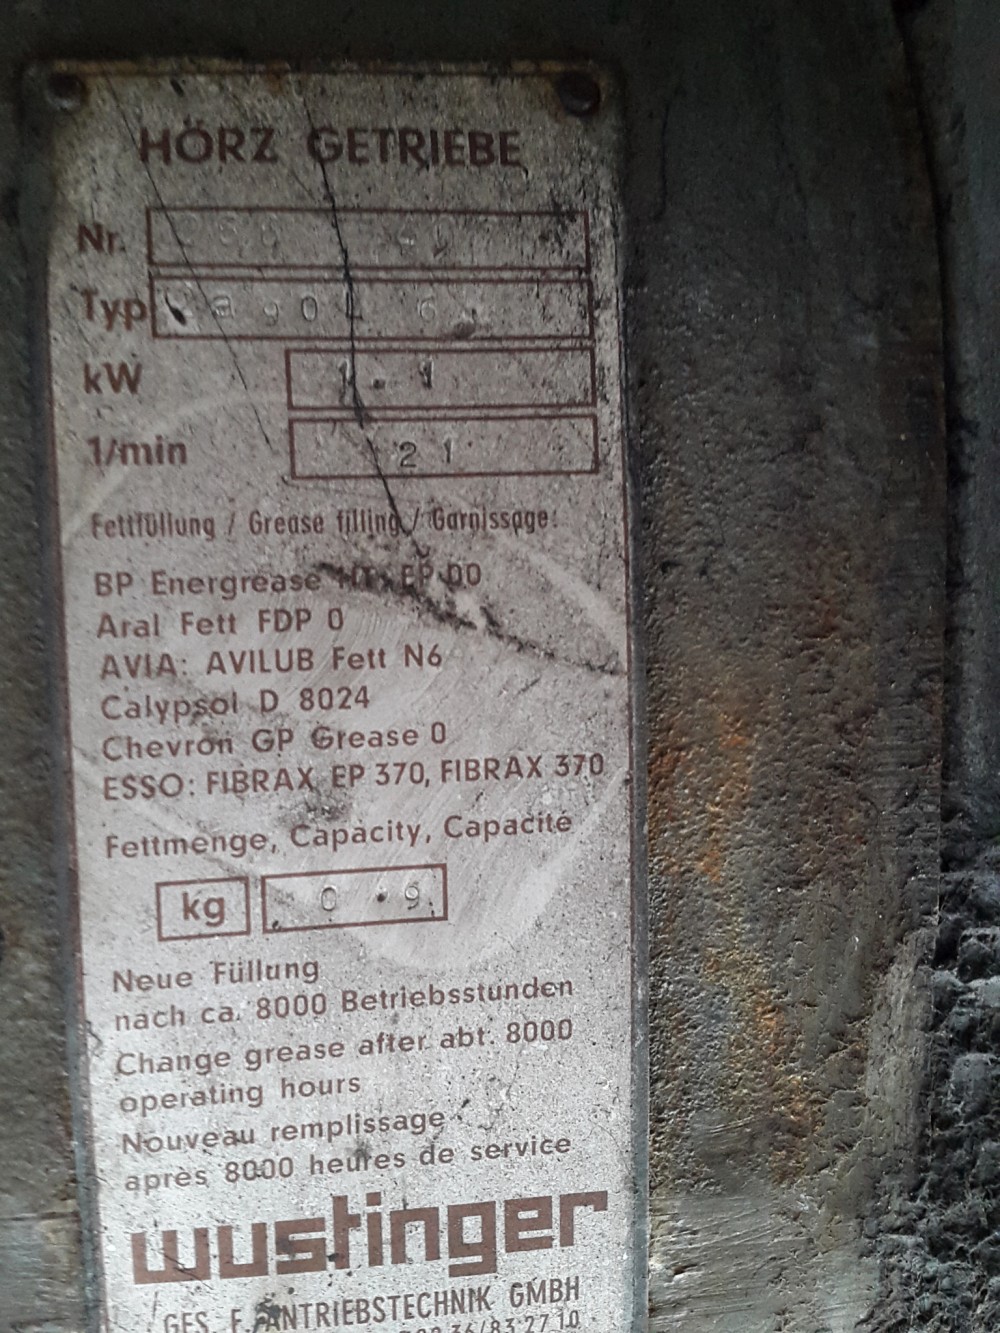 HÖRZ GETRIEBE
Nr.
Typ
kW 1.1
1/min 21
Fettfüllung / Grease filling / Garnissage:
BP Energrease EP 00
Aral Fett FDP 0
AVIA: AVILUB Fett N6
Calypsol D 8024
Chevron GP Grease 0
ESSO: FIBRAX EP 370, FIBRAX 370
Fettmenge, Capacity, Capacité
kg 0.9
Neue Füllung
nach ca. 8000 Betriebsstunden
Change grease after abt. 8000
operating hours
Nouveau remplissage
après 8000 heures de service
wustinger
GES. F. ANTRIEBSTECHNIK GMBH